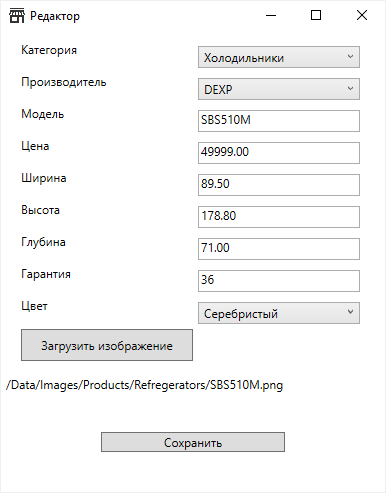 Редактор
Категория Холодильники
Производитель DEXP
Модель SBS510M
Цена 49999.00
Ширина 89.50
Высота 178.80
Глубина 71.00
Гарантия 36
Цвет Серебристый
Загрузить изображение
/Data/Images/Products/Refregerators/SBS510M.png
Сохранить